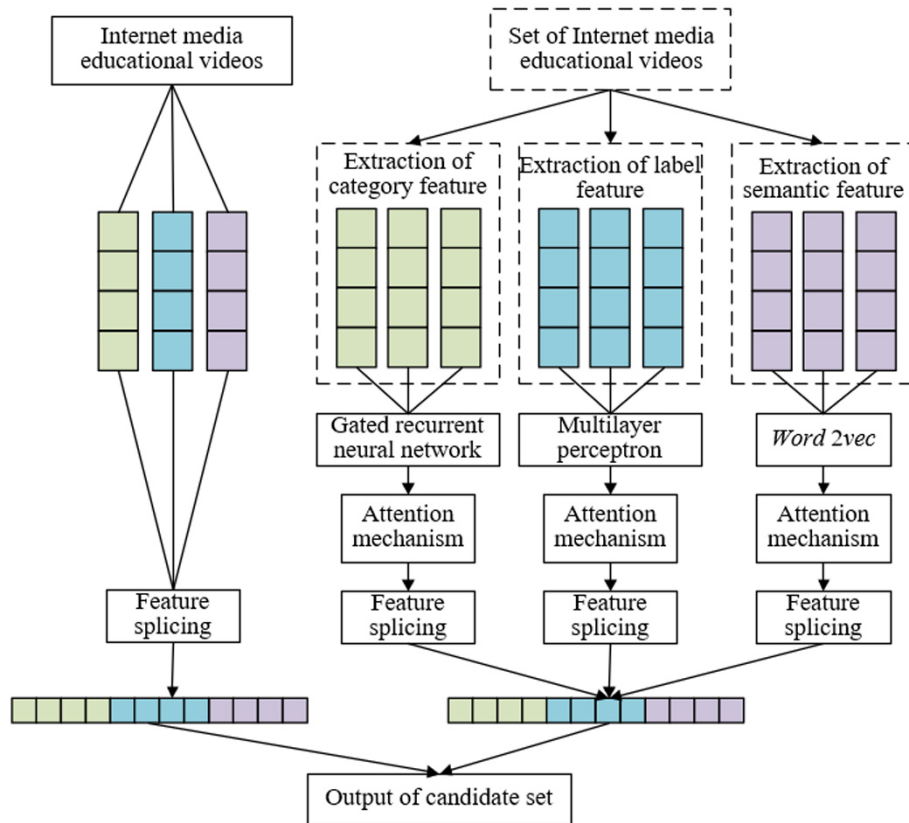 Internet media
educational videos
Set of Internet media
educational videos
Extraction of
category feature
Extraction of label
feature
Extraction of
semantic feature
Gated recurrent
neural network
Multilayer
perceptron
Word 2vec
Attention
mechanism
Attention
mechanism
Attention
mechanism
Feature
splicing
Feature
splicing
Feature
splicing
Feature
splicing
Output of candidate set